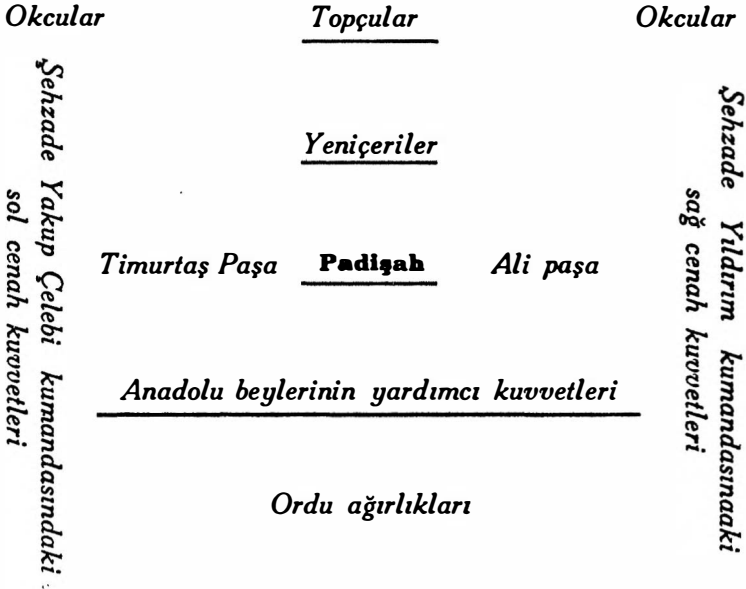 Okcular Topçular Okcular
Şehzade Yakup Çelebi kumandasındaki
sol cenah kuvvetleri
Yeniçeriler
Timurtaş Paşa Padişah Ali paşa
Anadolu beylerinin yardımcı kuvvetleri
Ordu ağırlıkları
Şehzade Yıldırım kumandasınaaki
sağ cenah kuvvetleri